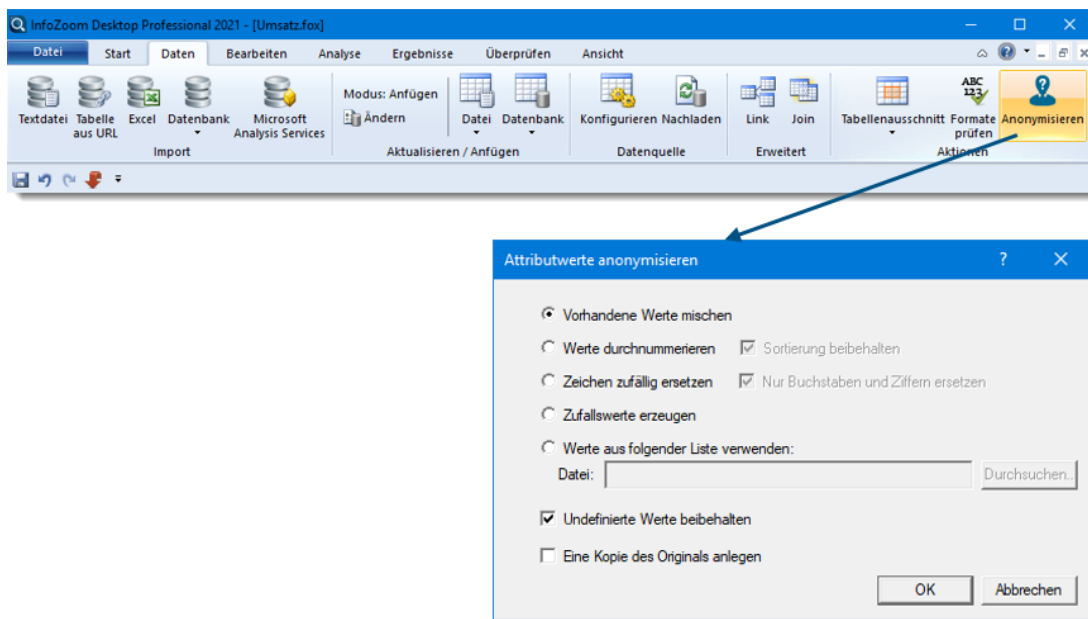 InfoZoom Desktop Professional 2021 - [Umsatz.fox]
Datei Start Daten Bearbeiten Analyse Ergebnisse Überprüfen Ansicht
Textdatei Tabelle aus URL Excel Datenbank Microsoft Analysis Services
Import
Modus: Anfügen
Ändern
Datei Datenbank
Aktualisieren / Anfügen
Konfigurieren Nachladen
Datenquelle
Link Join
Erweitert
Tabellenausschnitt
ABC
123
Formate prüfen Anonymisieren
Aktionen
Attributwerte anonymisieren
Vorhandene Werte mischen
Werte durchnummerieren Sortierung beibehalten
Zeichen zufällig ersetzen Nur Buchstaben und Ziffern ersetzen
Zufallswerte erzeugen
Werte aus folgender Liste verwenden:
Datei: Durchsuchen...
Undefinierte Werte beibehalten
Eine Kopie des Originals anlegen
OK Abbrechen